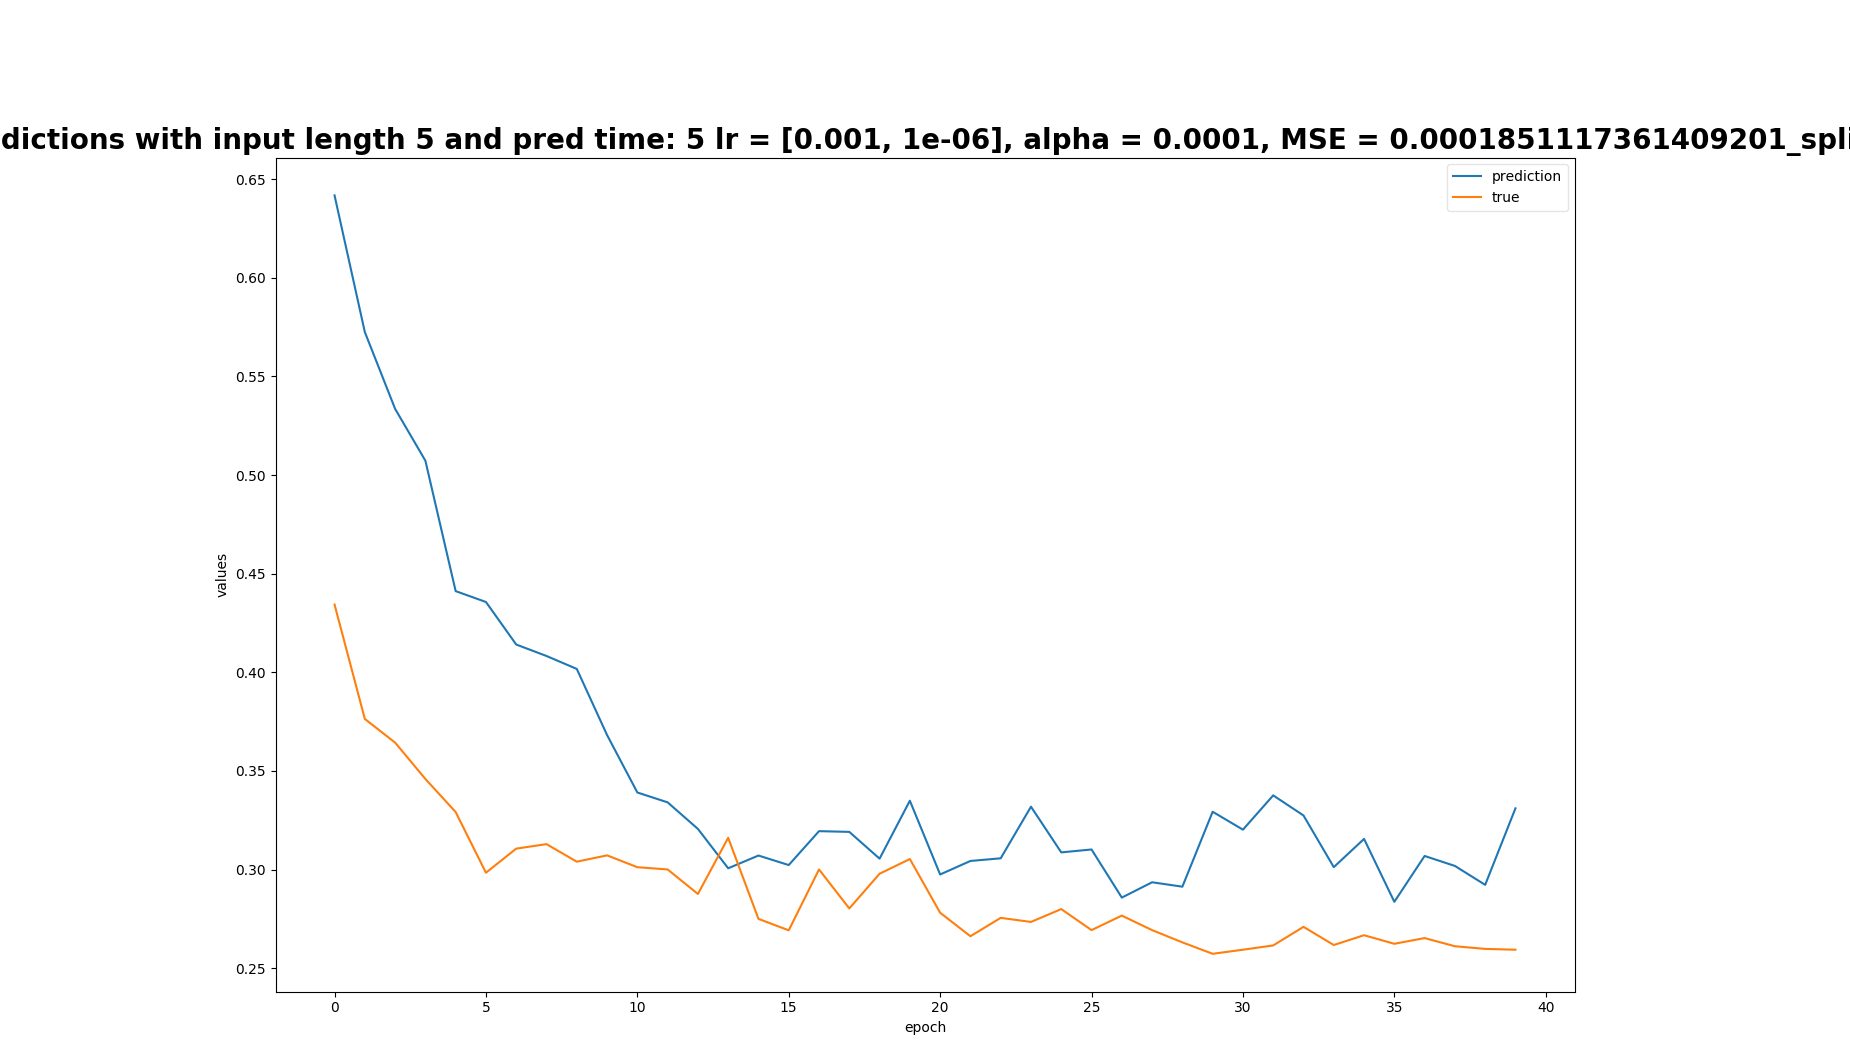 dictions with input length 5 and pred time: 5 lr = [0.001, 1e-06], alpha = 0.0001, MSE = 0.0001851117361409201_spli
prediction
true
0.65
0.60
0.55
0.50
0.45
0.40
0.35
0.30
0.25
values
0 5 10 15 20 25 30 35 40
epoch